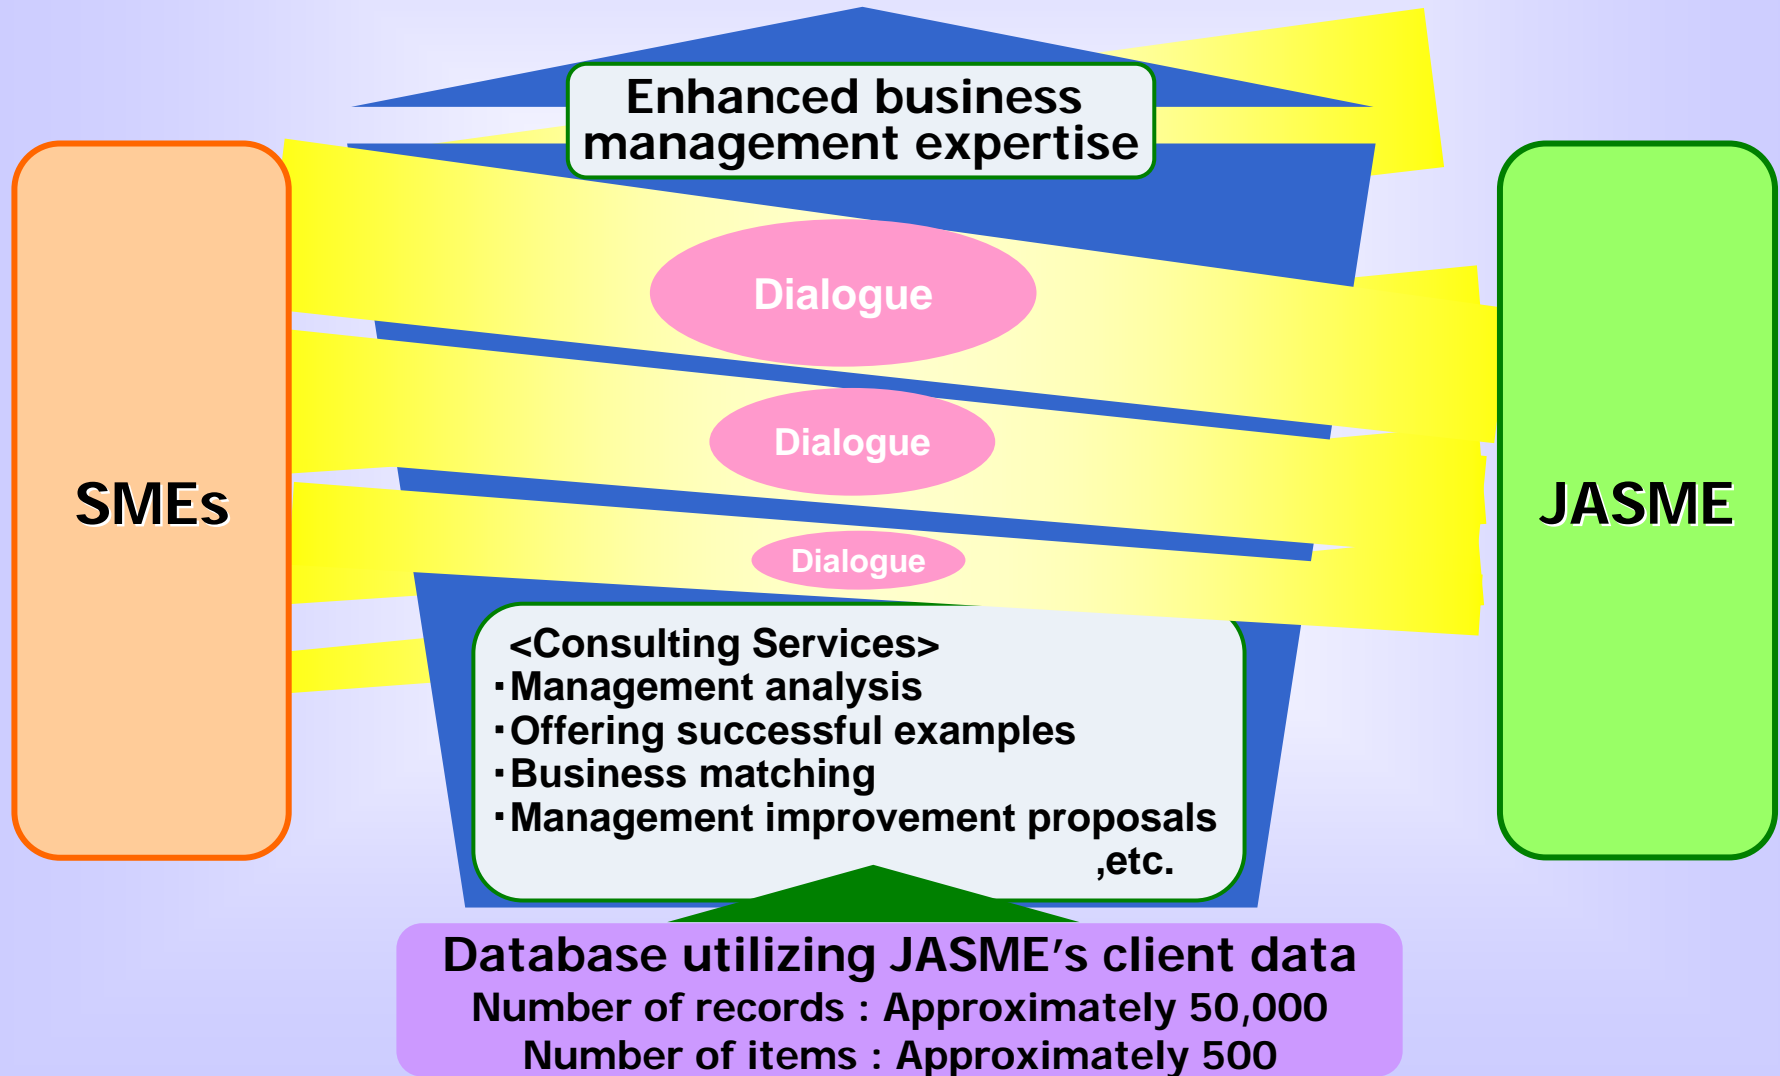 Enhanced business
management expertise
SMEs
Dialogue
Dialogue
Dialogue
JASME
<Consulting Services>
・Management analysis
・Offering successful examples
・Business matching
・Management improvement proposals
,etc.
Database utilizing JASME’s client data
Number of records : Approximately 50,000
Number of items : Approximately 500